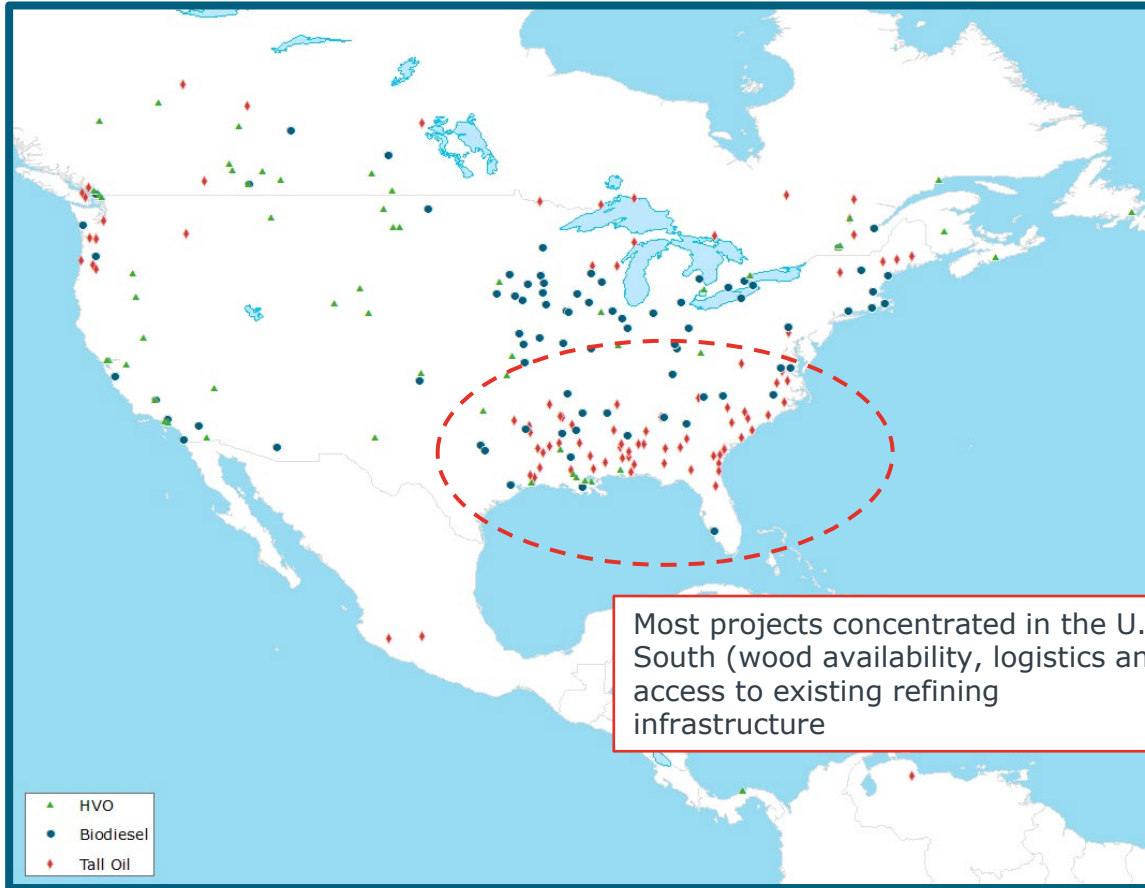 Most projects concentrated in the U.
South (wood availability, logistics an
access to existing refining
infrastructure
HVO
Biodiesel
Tall Oil